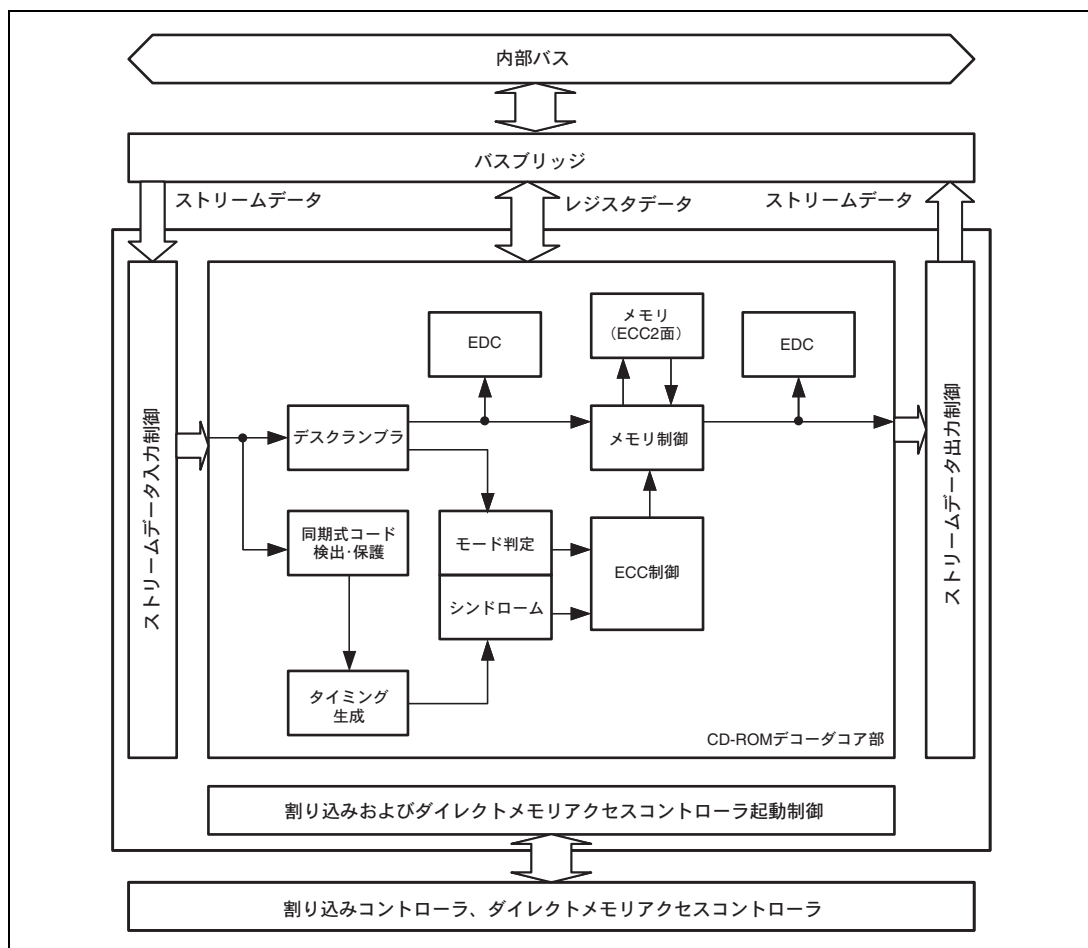 内部バス
バスブリッジ
ストリームデータ
レジスタデータ
ストリームデータ
ストリームデータ入力制御
EDC
メモリ
（ECC2面）
EDC
デスクランブラ
メモリ制御
同期式コード
検出・保護
モード判定
シンドローム
ECC制御
タイミング
生成
CD-ROMデコーダコア部
ストリームデータ出力制御
割り込みおよびダイレクトメモリアクセスコントローラ起動制御
割り込みコントローラ、ダイレクトメモリアクセスコントローラ